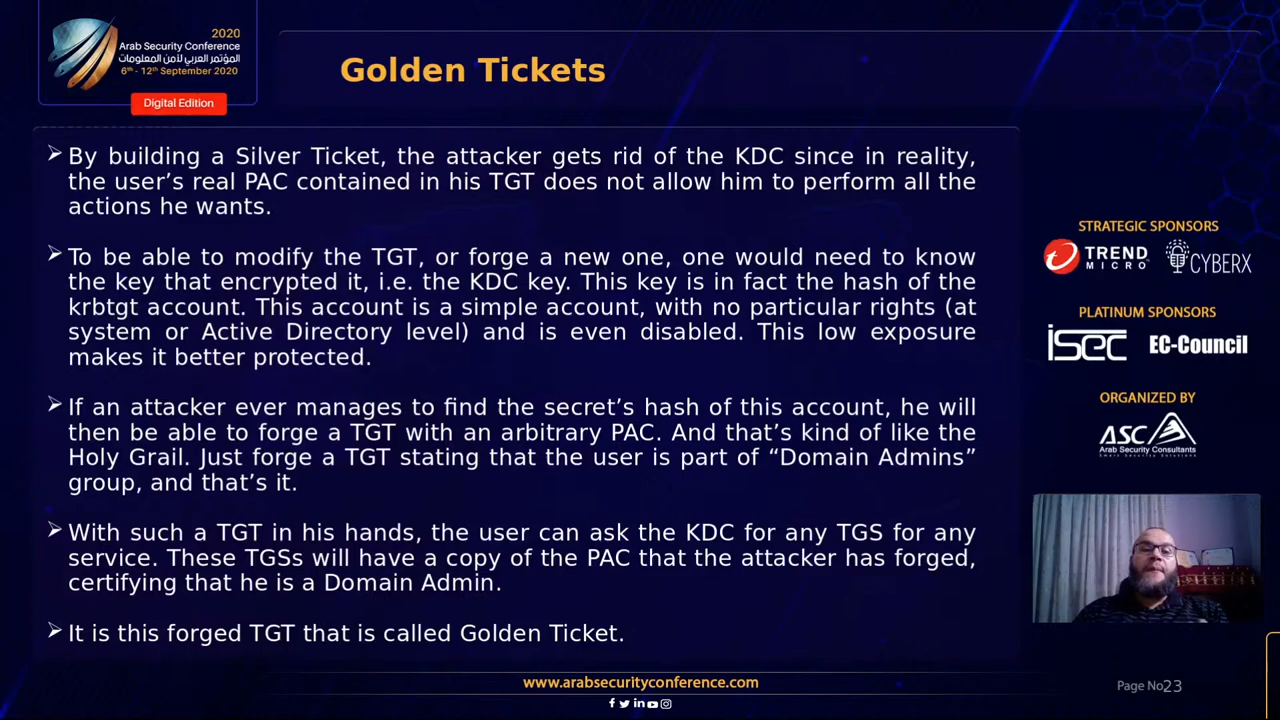 2020
Arab Security Conference
المؤتمر العربي لأمن المعلومات
6th - 12th September 2020
Digital Edition
Golden Tickets
By building a Silver Ticket, the attacker gets rid of the KDC since in reality,
the user’s real PAC contained in his TGT does not allow him to perform all the
actions he wants.
To be able to modify the TGT, or forge a new one, one would need to know
the key that encrypted it, i.e. the KDC key. This key is in fact the hash of the
krbtgt account. This account is a simple account, with no particular rights (at
system or Active Directory level) and is even disabled. This low exposure
makes it better protected.
If an attacker ever manages to find the secret’s hash of this account, he will
then be able to forge a TGT with an arbitrary PAC. And that’s kind of like the
Holy Grail. Just forge a TGT stating that the user is part of “Domain Admins”
group, and that’s it.
With such a TGT in his hands, the user can ask the KDC for any TGS for any
service. These TGSs will have a copy of the PAC that the attacker has forged,
certifying that he is a Domain Admin.
It is this forged TGT that is called Golden Ticket.
STRATEGIC SPONSORS
TREND
MICRO
CYBERX
PLATINUM SPONSORS
isec
EC-Council
ORGANIZED BY
ASC
Arab Security Consultants
Smart Security Solutions
www.arabsecurityconference.com
Page No23